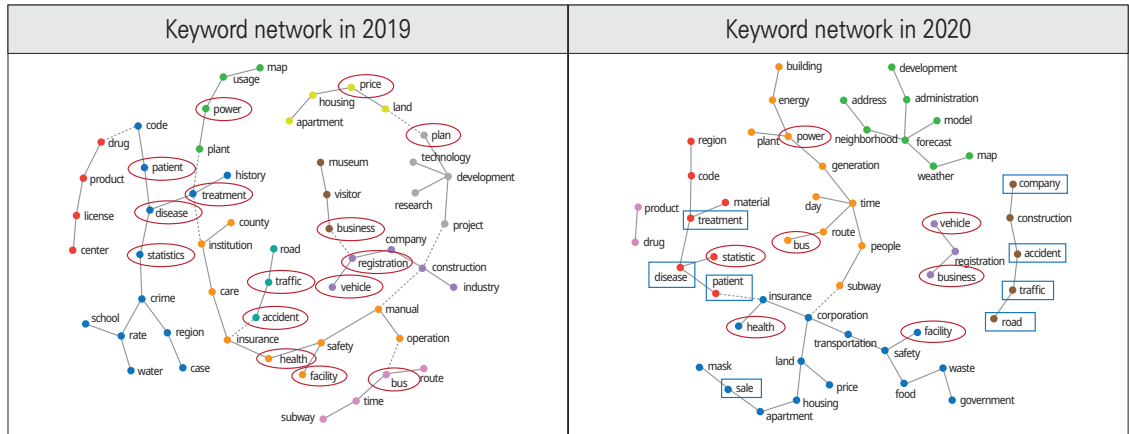 Keyword network in 2019
map
usage
power
code
drug
plant
patient
product
history
treatment
disease
license
county
institution
center
statistics
road
care
traffic
crime
accident
school
rate
region
insurance
water
case
price
housing
land
apartment
plan
museum
technology
development
visitor
research
business
company
project
registration
construction
vehicle
industry
manual
safety
operation
health
facility
bus
route
time
subway
Keyword network in 2020
building
development
energy
address
administration
model
plant
power
neighborhood
forecast
region
generation
map
weather
code
company
product
material
day
time
treatment
vehicle
construction
drug
bus
route
statistic
people
registration
accident
disease
patient
business
subway
traffic
insurance
health
corporation
road
transportation
facility
safety
mask
land
waste
sale
price
food
government
housing
apartment